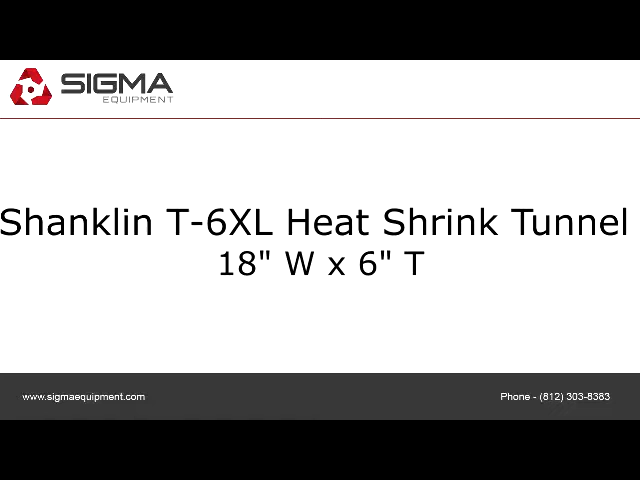 SIGMA
EQUIPMENT
Shanklin T-6XL Heat Shrink Tunnel
18" W x 6" T
www.sigmaequipment.com
Phone - (812) 303-8383